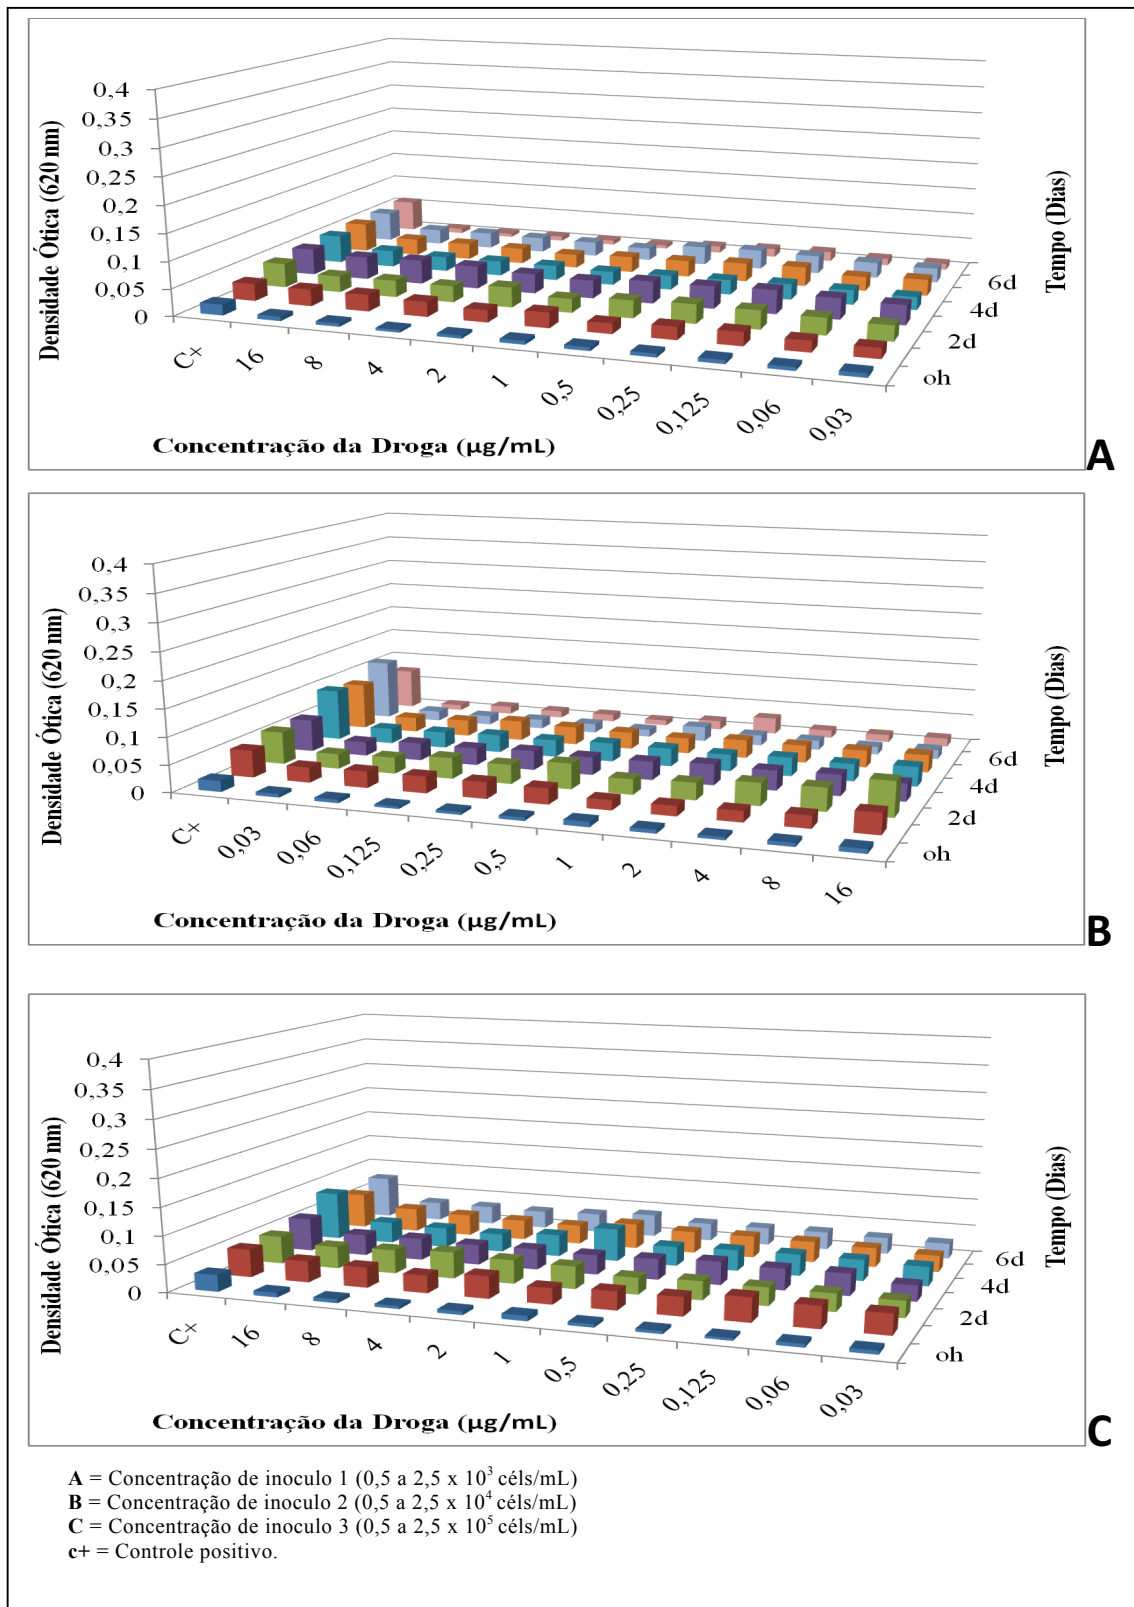 0,4
0,35
0,3
0,25
0,2
0,15
0,1
0,05
0
Densidade Ótica (620 nm)
C+
16
8
4
2
1
0,5
0,25
0,125
0,06
0,03
Concentração da Droga (µg/mL)
6d
4d
2d
oh
Tempo (Dias)
A
0,4
0,35
0,3
0,25
0,2
0,15
0,1
0,05
0
Densidade Ótica (620 nm)
C+
0,03
0,06
0,125
0,25
0,5
1
2
4
8
16
Concentração da Droga (µg/mL)
6d
4d
2d
oh
Tempo (Dias)
B
0,4
0,35
0,3
0,25
0,2
0,15
0,1
0,05
0
Densidade Ótica (620 nm)
C+
16
8
4
2
1
0,5
0,25
0,125
0,06
0,03
Concentração da Droga (µg/mL)
6d
4d
2d
oh
Tempo (Dias)
C
A = Concentração de inoculo 1 (0,5 a 2,5 x 10³ céls/mL)
B = Concentração de inoculo 2 (0,5 a 2,5 x 10⁴ céls/mL)
C = Concentração de inoculo 3 (0,5 a 2,5 x 10⁵ céls/mL)
c+ = Controle positivo.